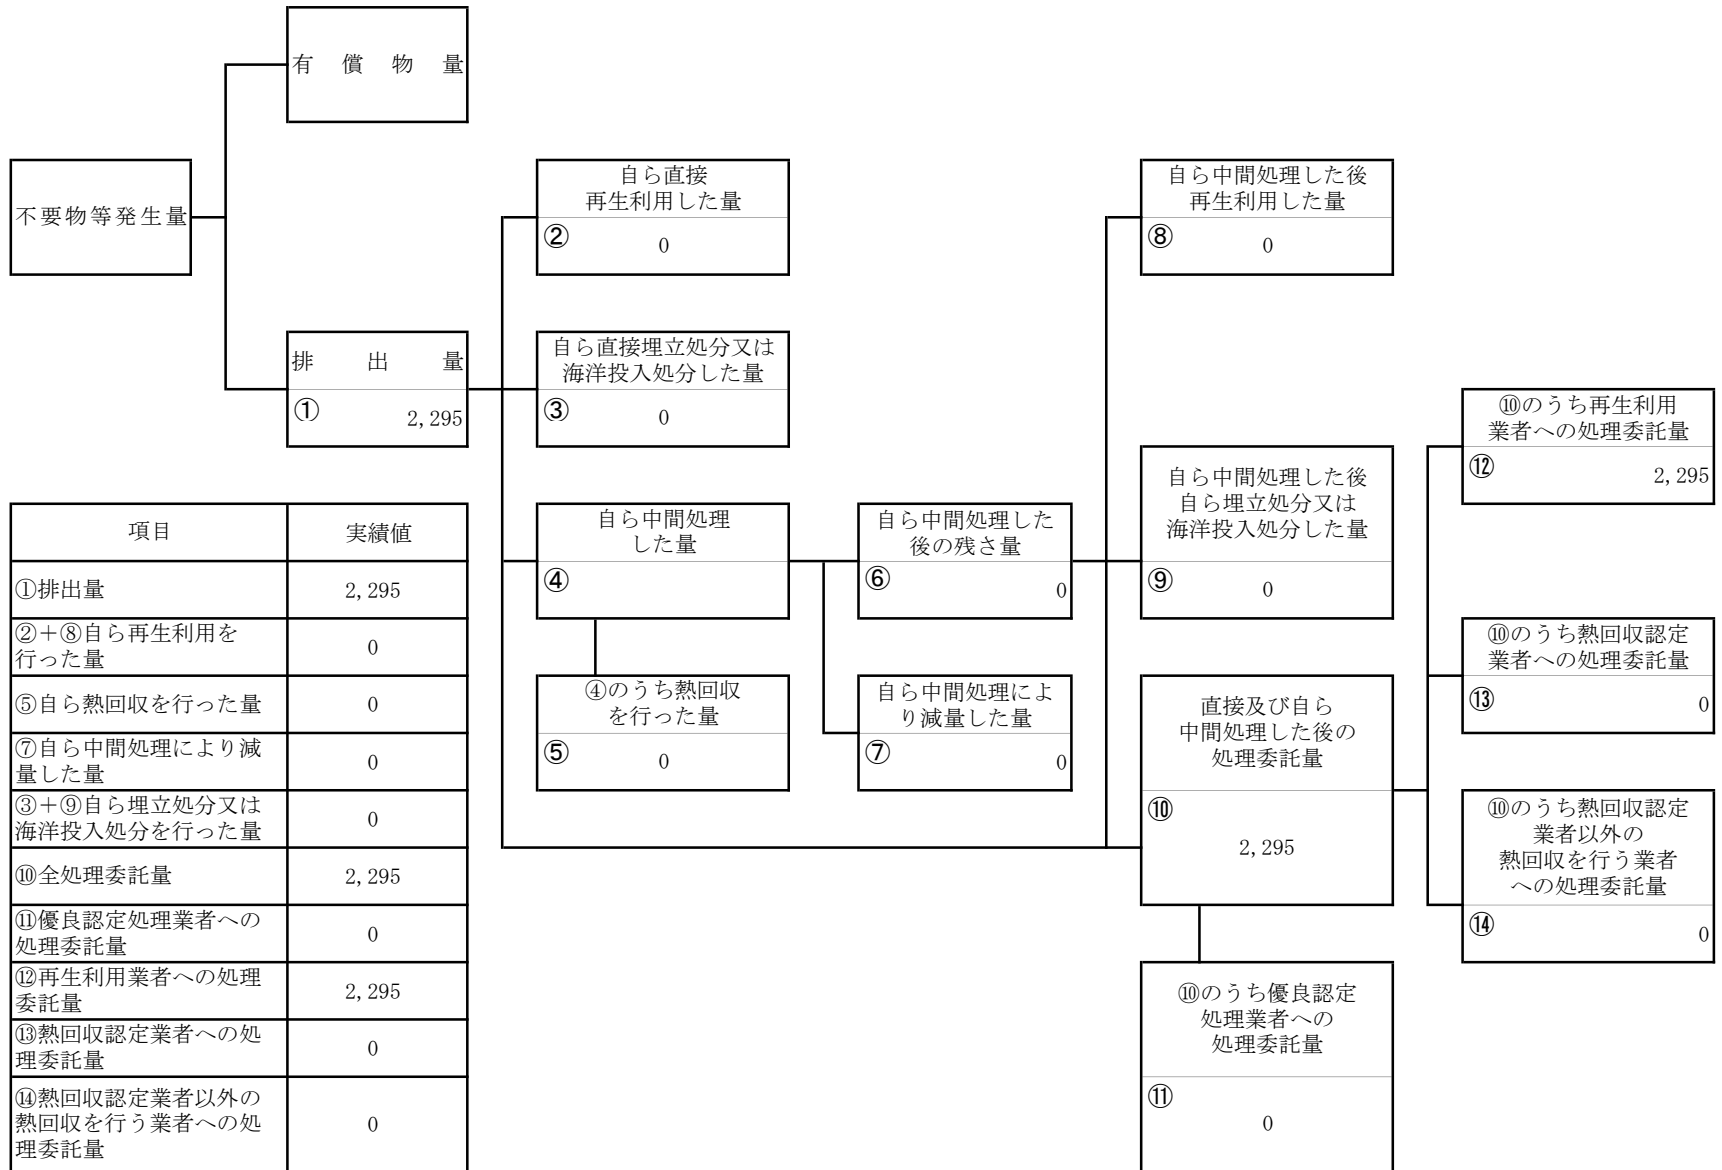 有償物量
不要物等発生量
排出量
①
2,295
自ら直接
再生利用した量
②
0
自ら直接埋立処分又は
海洋投入処分した量
③
0
自ら中間処理
した量
④
④のうち熱回収
を行った量
⑤
0
自ら中間処理した
後の残さ量
⑥
0
自ら中間処理によ
り減量した量
⑦
0
自ら中間処理した後
再生利用した量
⑧
0
自ら中間処理した後
自ら埋立処分又は
海洋投入処分した量
⑨
0
直接及び自ら
中間処理した後の
処理委託量
⑩
2,295
⑩のうち優良認定
処理業者への
処理委託量
⑪
0
⑩のうち再生利用
業者への処理委託量
⑫
2,295
⑩のうち熱回収認定
業者への処理委託量
⑬
0
⑩のうち熱回収認定
業者以外の
熱回収を行う業者
への処理委託量
⑭
0
項目 実績値
①排出量 2,295
②+⑧自ら再生利用を
行った量 0
⑤自ら熱回収を行った量 0
⑦自ら中間処理により減
量した量 0
③+⑨自ら埋立処分又は
海洋投入処分を行った量 0
⑩全処理委託量 2,295
⑪優良認定処理業者への
処理委託量 0
⑫再生利用業者への処理
委託量 2,295
⑬熱回収認定業者への処
理委託量 0
⑭熱回収認定業者以外の
熱回収を行う業者への処
理委託量 0